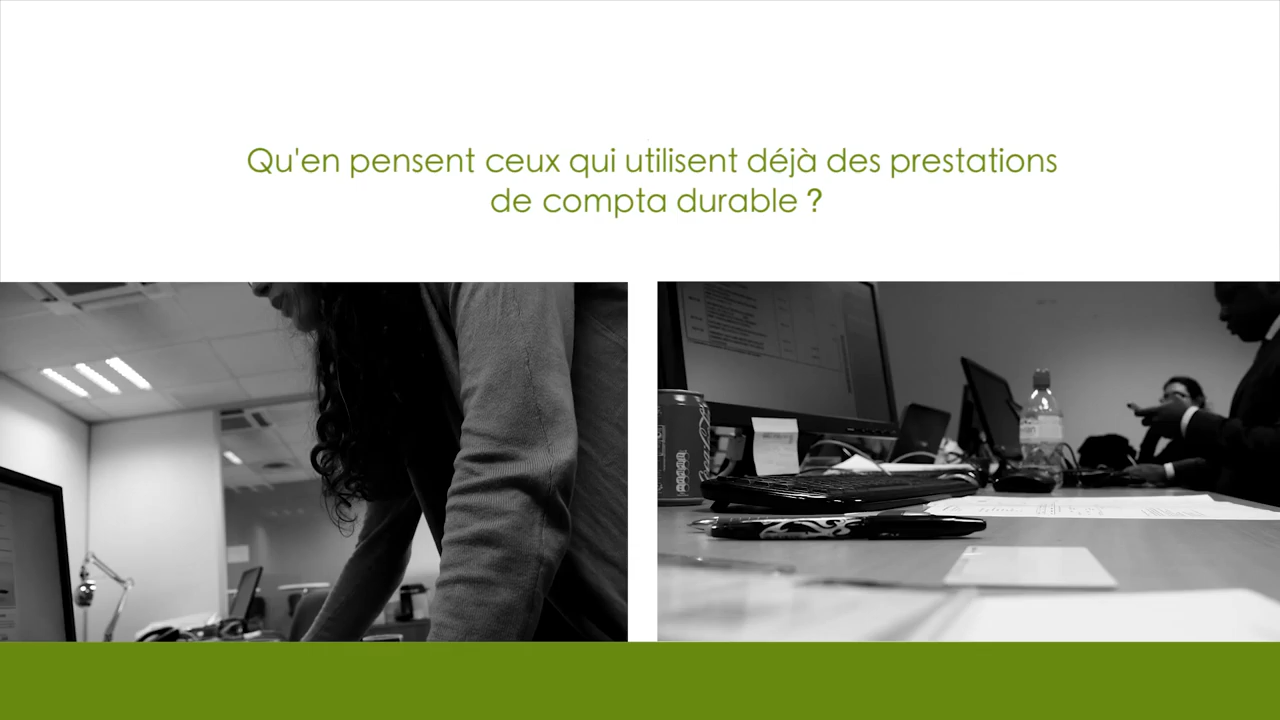 Qu'en pensent ceux qui utilisent déjà des prestations
de compta durable ?